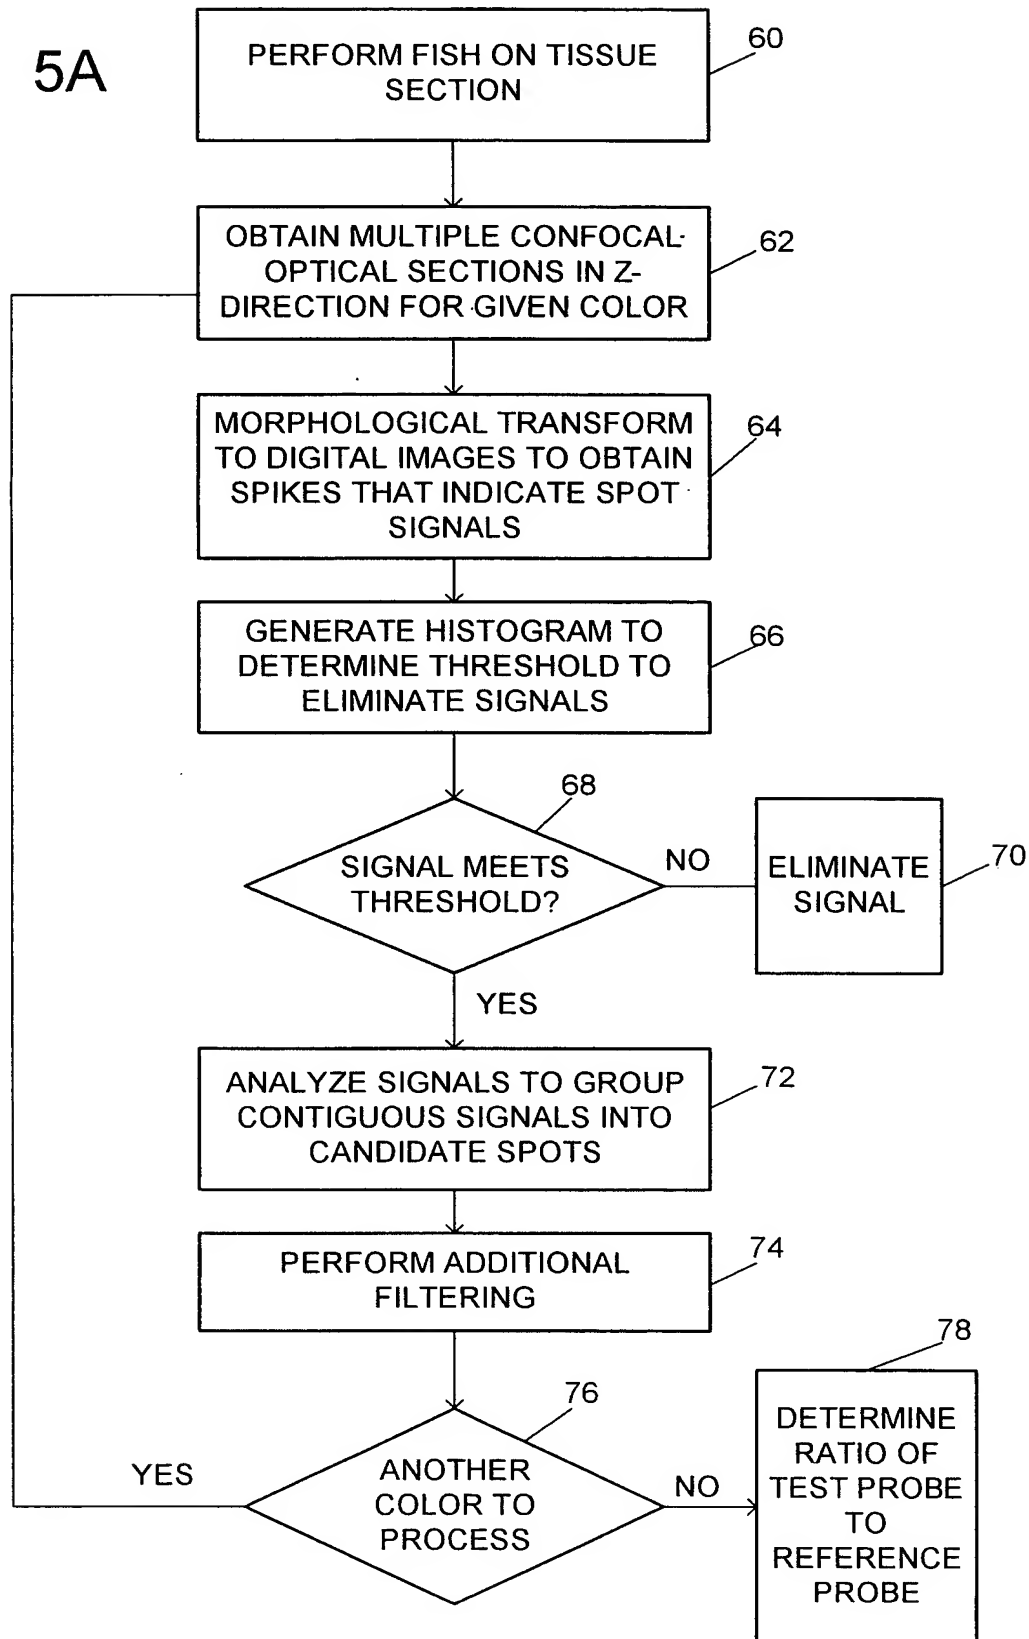 5A
PERFORM FISH ON TISSUE
SECTION
60
OBTAIN MULTIPLE CONFOCAL
OPTICAL SECTIONS IN Z-
DIRECTION FOR GIVEN COLOR
62
MORPHOLOGICAL TRANSFORM
TO DIGITAL IMAGES TO OBTAIN
SPIKES THAT INDICATE SPOT
SIGNALS
64
GENERATE HISTOGRAM TO
DETERMINE THRESHOLD TO
ELIMINATE SIGNALS
66
68
SIGNAL MEETS
THRESHOLD?
NO
ELIMINATE
SIGNAL
70
YES
ANALYZE SIGNALS TO GROUP
CONTIGUOUS SIGNALS INTO
CANDIDATE SPOTS
72
PERFORM ADDITIONAL
FILTERING
74
76
ANOTHER
COLOR TO
PROCESS
YES
NO
78
DETERMINE
RATIO OF
TEST PROBE
TO
REFERENCE
PROBE